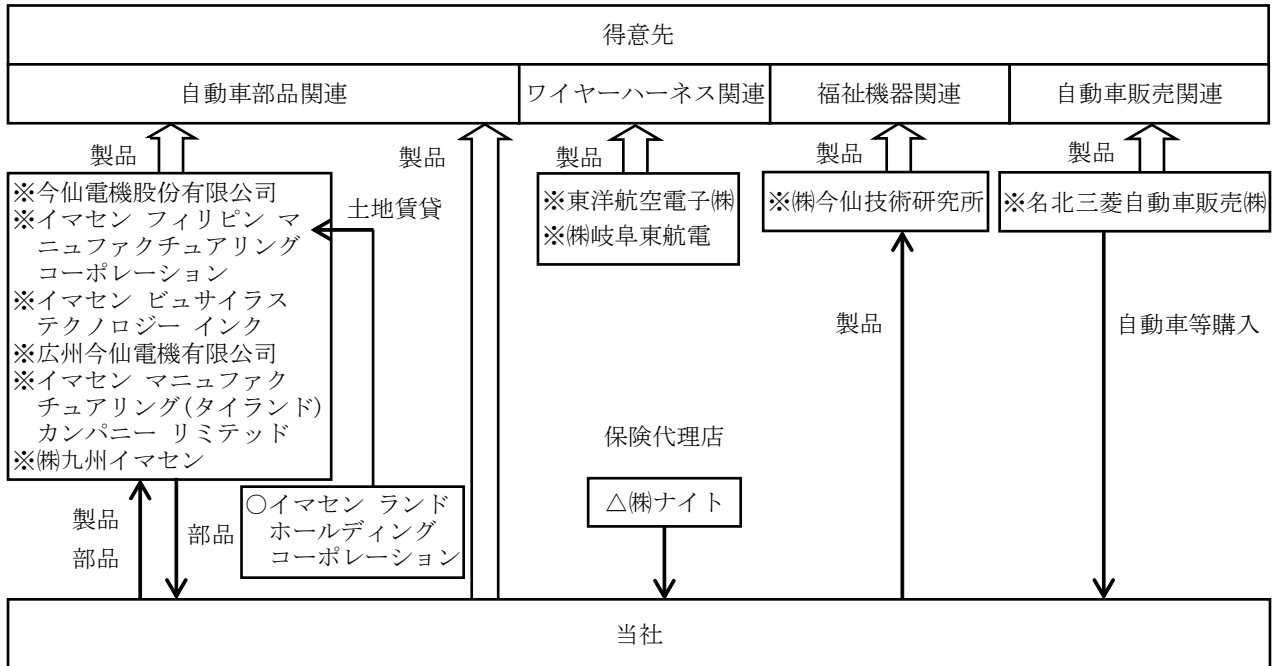 得意先
自動車部品関連
ワイヤーハーネス関連
福祉機器関連
自動車販売関連
製品
製品
製品
製品
製品
※今仙電機股份有限公司
※イマセン フィリピン マ
ニュファクチュアリング
コーポレーション
※イマセン ビュサイラス
テクノロジー インク
※広州今仙電機有限公司
※イマセン マニュファク
チュアリング(タイランド)
カンパニー リミテッド
※㈱九州イマセン
土地賃貸
※東洋航空電子㈱
※㈱岐阜東航電
※㈱今仙技術研究所
※名北三菱自動車販売㈱
製品
自動車等購入
保険代理店
△㈱ナイト
○イマセン ランド
ホールディング
コーポレーション
製品
部品
部品
当社